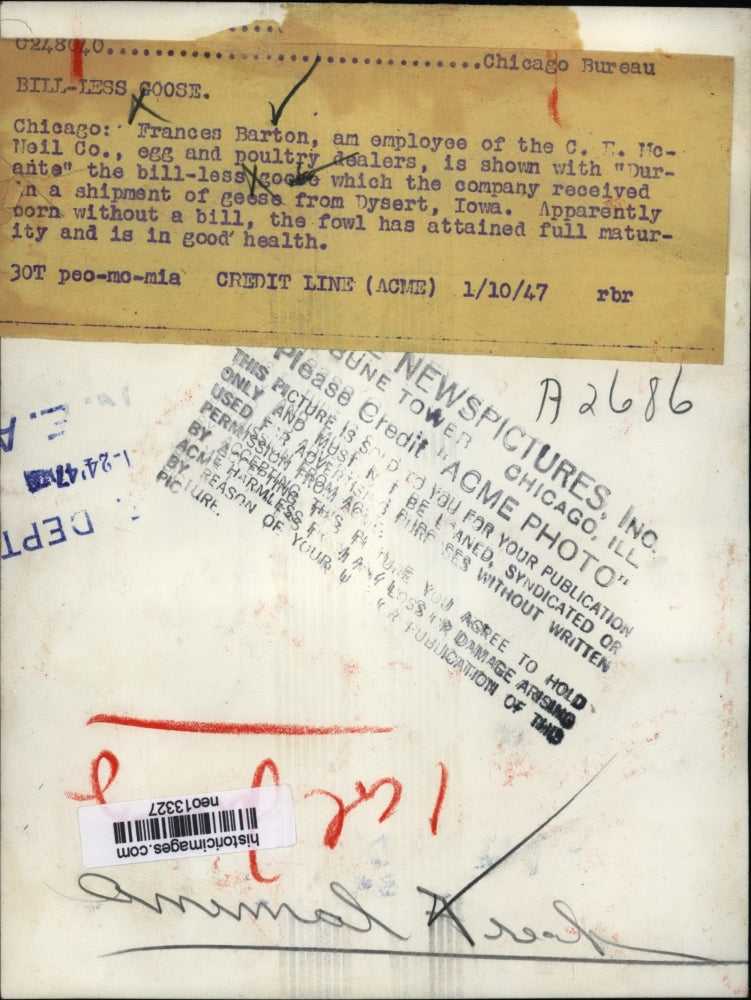 0248040..............................Chicago Bureau
BILL-LESS GOOSE.
Chicago: Frances Barton, am employee of the C. E. Mc-
Neil Co., egg and poultry dealers, is shown with "Dur-
ante" the bill-less goose which the company received
in a shipment of geese from Dysert, Iowa. Apparently
born without a bill, the fowl has attained full matur-
ity and is in good health.
30T peo-mc-mia CREDIT LINE (ACME) 1/10/47 rbr
A2686
NEWSPICTURES, INC.
TOWER CHICAGO, ILL.
Please Credit "ACME PHOTO"
THIS PICTURE IS SOLD TO YOU FOR YOUR PUBLICATION
ONLY AND MUST NOT BE LOANED, SYNDICATED OR
USED FOR ADVERTISING PURPOSES WITHOUT WRITTEN
PERMISSION FROM ACME.
BY ACCEPTING THIS PICTURE YOU AGREE TO HOLD
ACME HARMLESS FROM ANY LOSS OR DAMAGE ARISING
BY REASON OF YOUR USE OR PUBLICATION OF THIS
PICTURE.
N. E. A.
1-24'47
DEPT
historicimages.com
neo13327